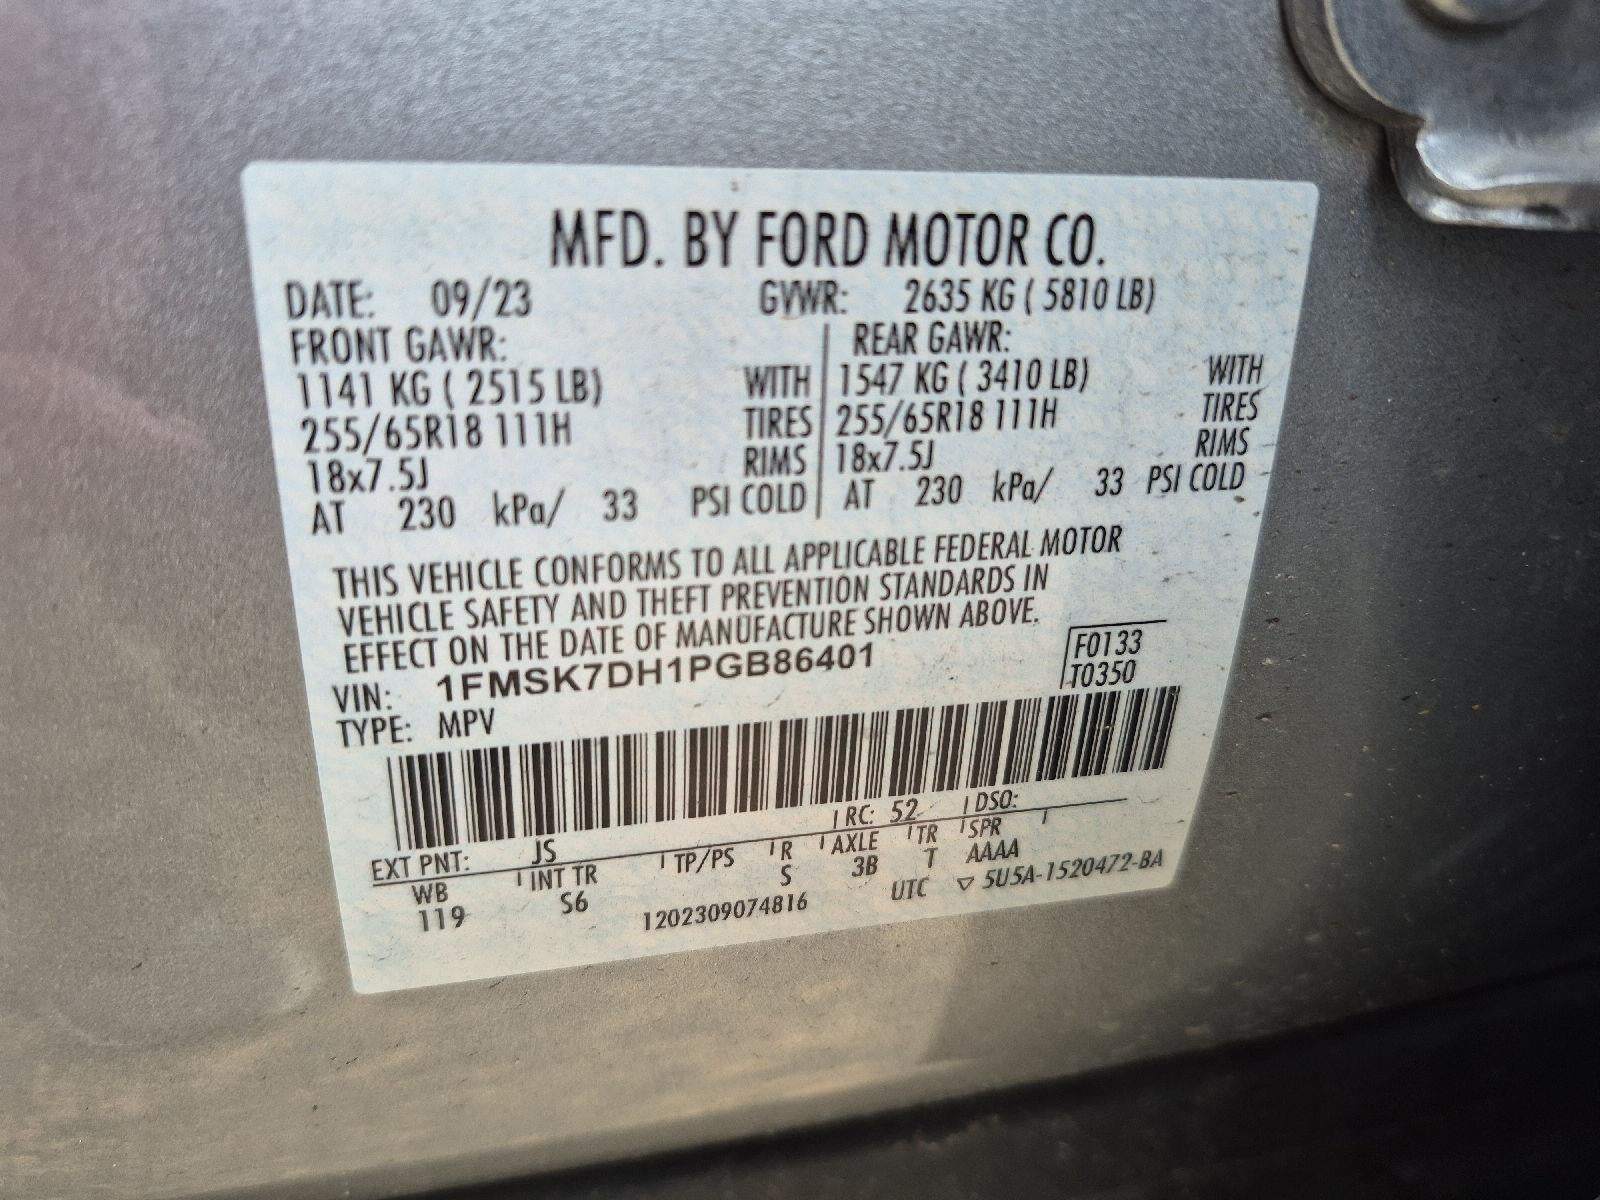 MFD. BY FORD MOTOR CO.
DATE: 09/23 GVWR: 2635 KG ( 5810 LB)
FRONT GAWR: REAR GAWR:
1141 KG ( 2515 LB) WITH 1547 KG ( 3410 LB) WITH
255/65R18 111H TIRES 255/65R18 111H TIRES
18x7.5J RIMS 18x7.5J RIMS
AT 230 kPa/ 33 PSI COLD AT 230 kPa/ 33 PSI COLD
THIS VEHICLE CONFORMS TO ALL APPLICABLE FEDERAL MOTOR
VEHICLE SAFETY AND THEFT PREVENTION STANDARDS IN
EFFECT ON THE DATE OF MANUFACTURE SHOWN ABOVE.
VIN: 1FMSK7DH1PGB86401 F0133
TYPE: MPV T0350
RC: 52 DSO:
EXT PNT: JS
WB INT TR TP/PS R AXLE TR SPR
119 S6 S 3B T AAAA
1202309074816 UTC ▽ 5U5A-1520472-BA